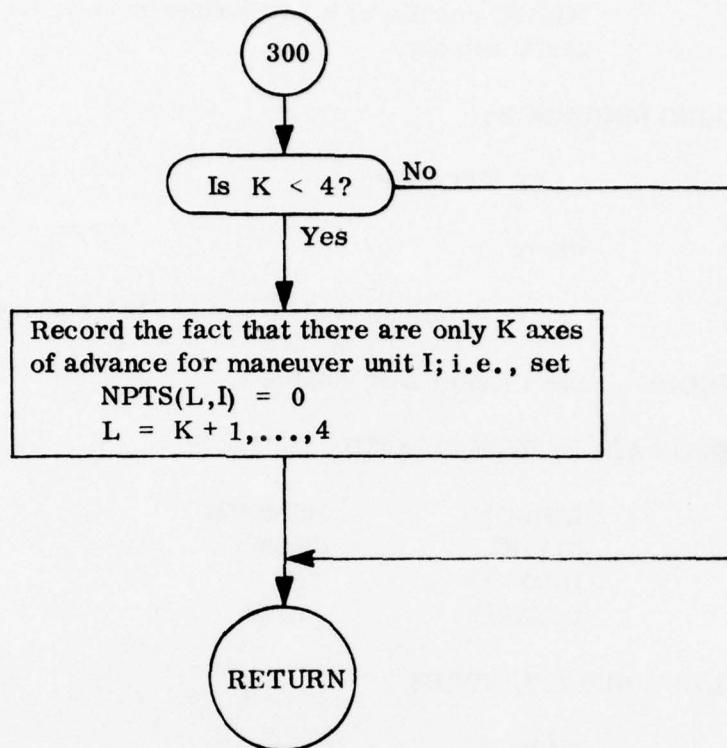 300
Is K < 4?
No
Yes
Record the fact that there are only K axes
of advance for maneuver unit I; i.e., set
NPTS(L,I) = 0
L = K + 1,...,4
RETURN